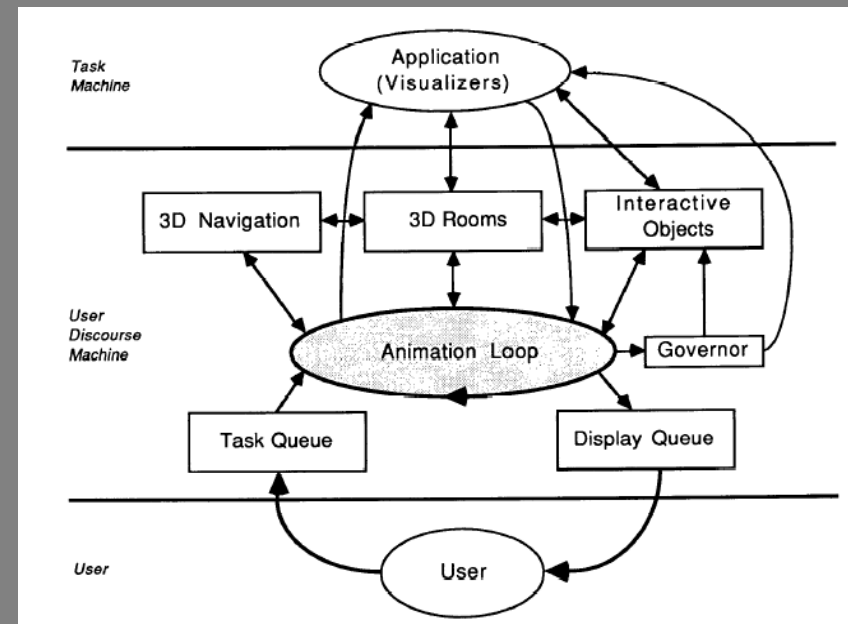 Task
Machine
Application
(Visualizers)
3D Navigation
3D Rooms
Interactive
Objects
User
Discourse
Machine
Animation Loop
Governor
Task Queue
Display Queue
User
User